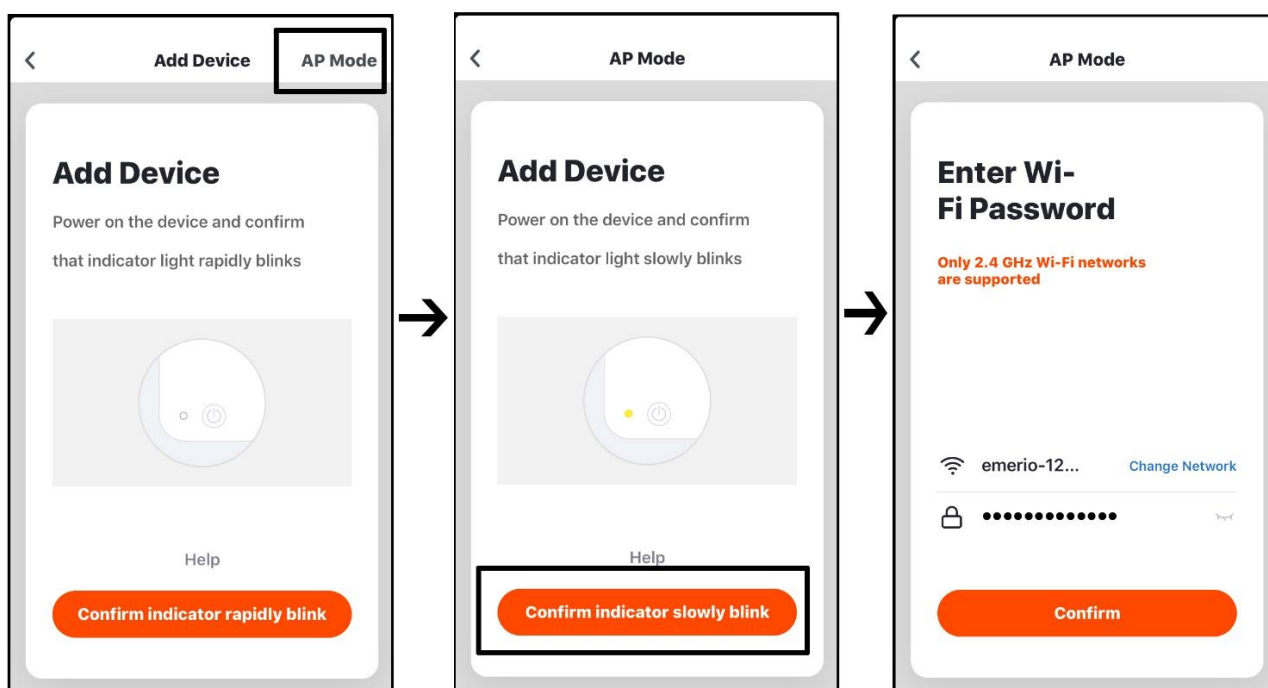 Add Device
AP Mode
Add Device
Power on the device and confirm
that indicator light rapidly blinks
Help
Confirm indicator rapidly blink
AP Mode
Add Device
Power on the device and confirm
that indicator light slowly blinks
Help
Confirm indicator slowly blink
AP Mode
Enter Wi-
Fi Password
Only 2.4 GHz Wi-Fi networks
are supported
emerio-12...
Change Network
•••••••••••••
Confirm